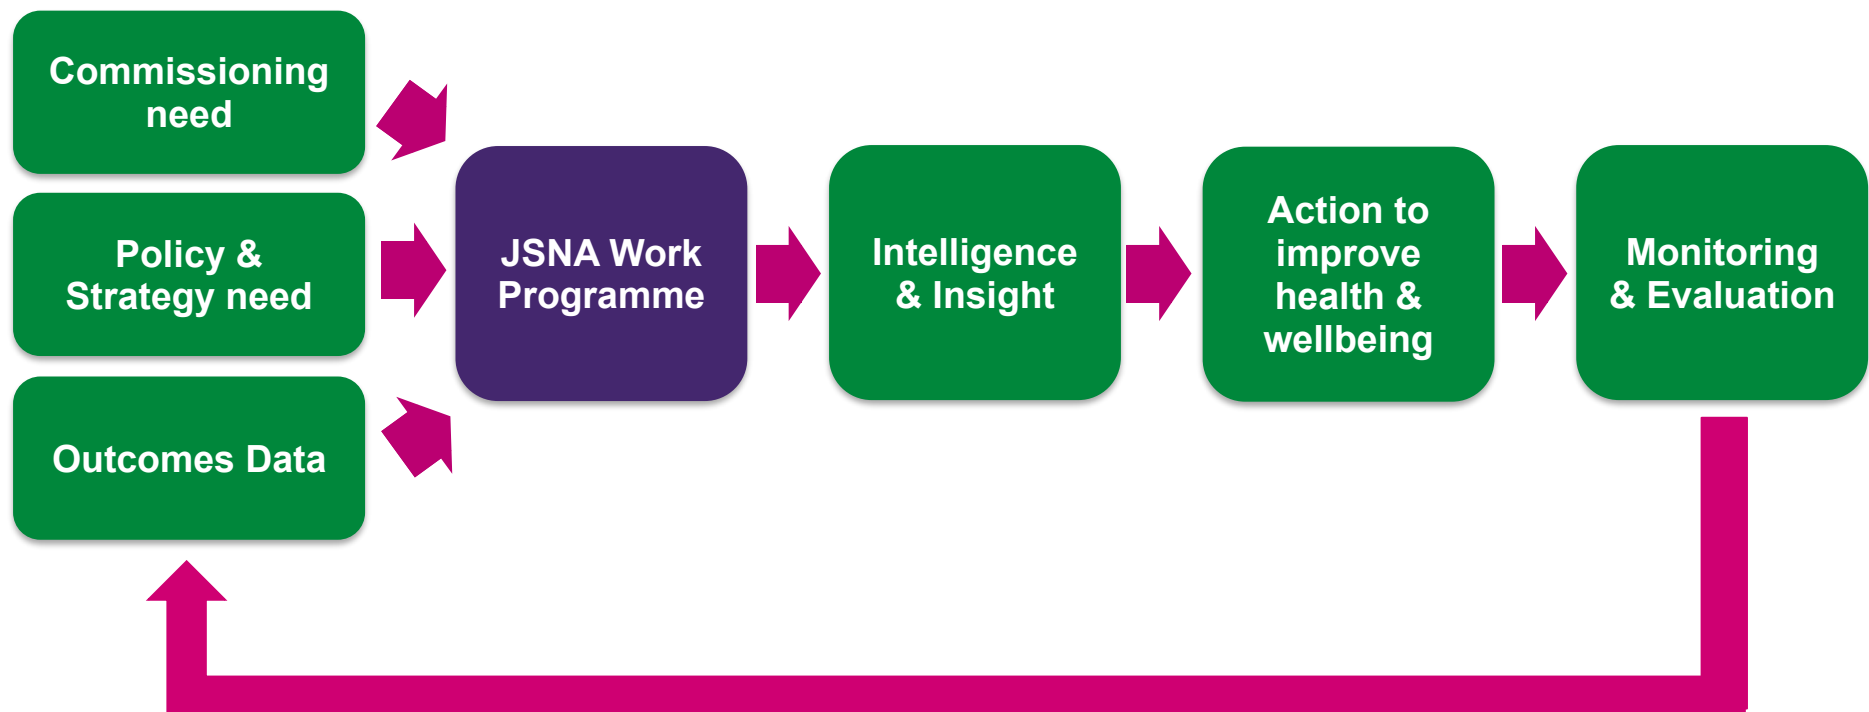 Commissioning
need
Policy &
Strategy need
Outcomes Data
JSNA Work
Programme
Intelligence
& Insight
Action to
improve
health &
wellbeing
Monitoring
& Evaluation